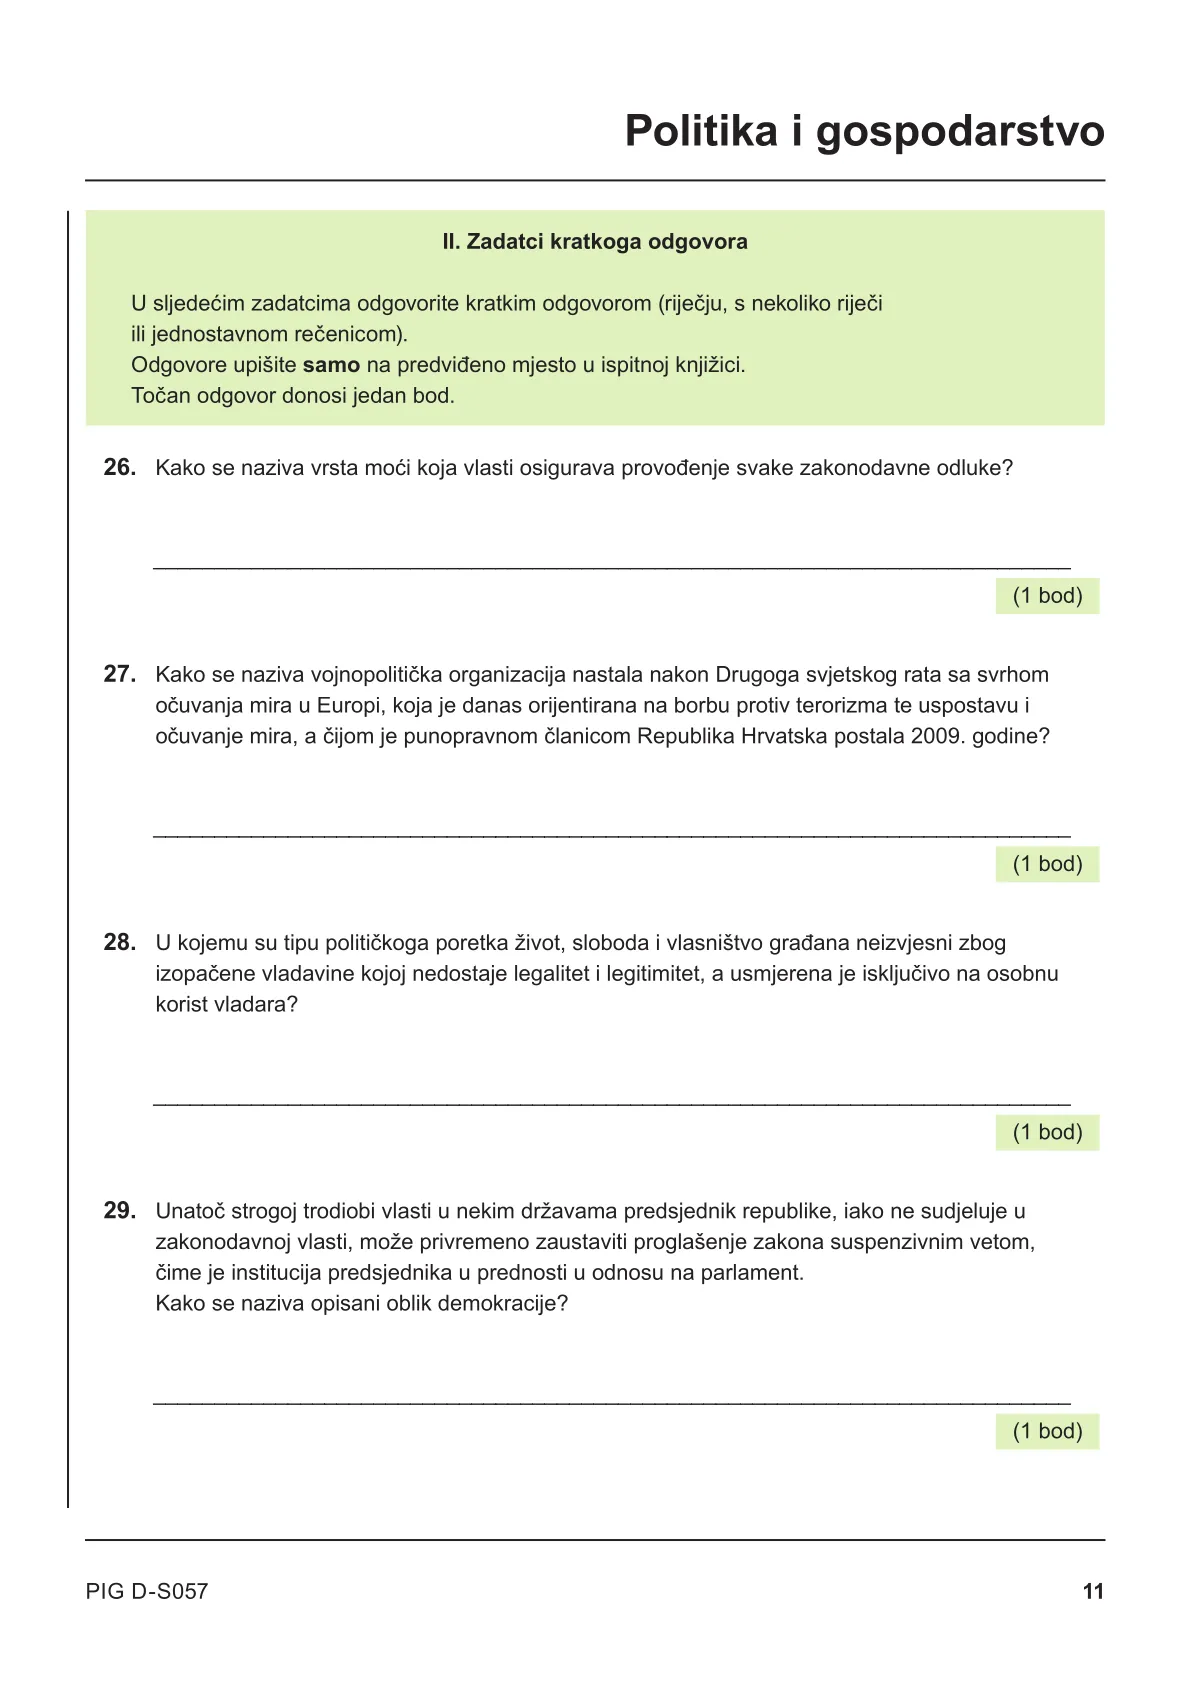 Politika i gospodarstvo
II. Zadatci kratkoga odgovora
U sljedećim zadatcima odgovorite kratkim odgovorom (riječju, s nekoliko riječi
ili jednostavnom rečenicom).
Odgovore upišite samo na predviđeno mjesto u ispitnoj knjižici.
Točan odgovor donosi jedan bod.
26. Kako se naziva vrsta moći koja vlasti osigurava provođenje svake zakonodavne odluke?
(1 bod)
27. Kako se naziva vojnopolitička organizacija nastala nakon Drugoga svjetskog rata sa svrhom
očuvanja mira u Europi, koja je danas orijentirana na borbu protiv terorizma te uspostavu i
očuvanje mira, a čijom je punopravnom članicom Republika Hrvatska postala 2009. godine?
(1 bod)
28. U kojemu su tipu političkoga poretka život, sloboda i vlasništvo građana neizvjesni zbog
izopačene vladavine kojoj nedostaje legalitet i legitimitet, a usmjerena je isključivo na osobnu
korist vladara?
(1 bod)
29. Unatoč strogoj trodiobi vlasti u nekim državama predsjednik republike, iako ne sudjeluje u
zakonodavnoj vlasti, može privremeno zaustaviti proglašenje zakona suspenzivnim vetom,
čime je institucija predsjednika u prednosti u odnosu na parlament.
Kako se naziva opisani oblik demokracije?
(1 bod)
PIG D-S057
11